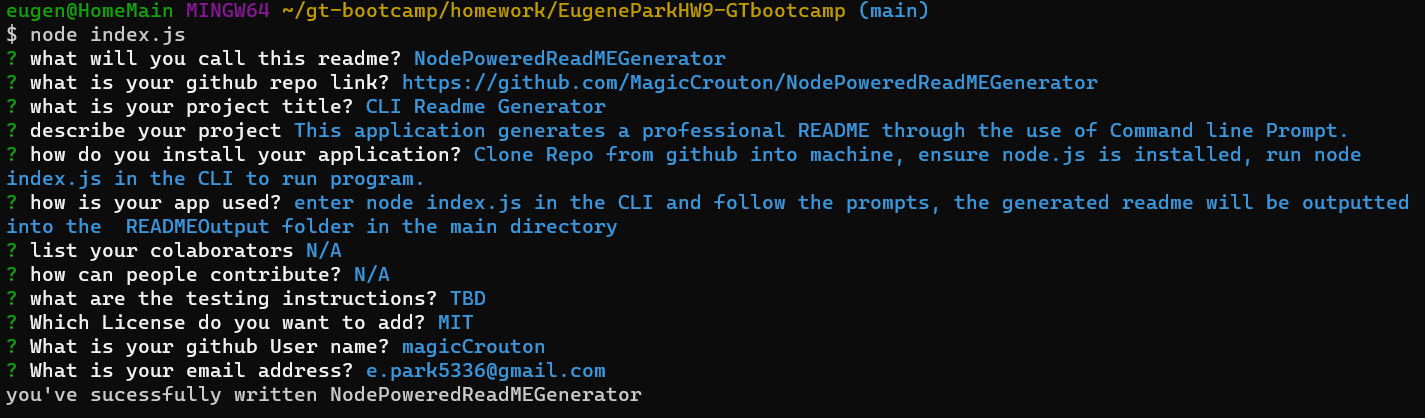 eugen@HomeMain MINGW64 ~/gt-bootcamp/homework/EugeneParkHW9-GTbootcamp (main)
$ node index.js
? what will you call this readme? NodePoweredReadMEGenerator
? what is your github repo link? https://github.com/MagicCrouton/NodePoweredReadMEGenerator
? what is your project title? CLI Readme Generator
? describe your project This application generates a professional README through the use of Command line Prompt.
? how do you install your application? Clone Repo from github into machine, ensure node.js is installed, run node
index.js in the CLI to run program.
? how is your app used? enter node index.js in the CLI and follow the prompts, the generated readme will be outputted
into the  READMEOutput folder in the main directory
? list your colaborators N/A
? how can people contribute? N/A
? what are the testing instructions? TBD
? Which License do you want to add? MIT
? What is your github User name? magicCrouton
? What is your email address? e.park5336@gmail.com
you've sucessfully written NodePoweredReadMEGenerator